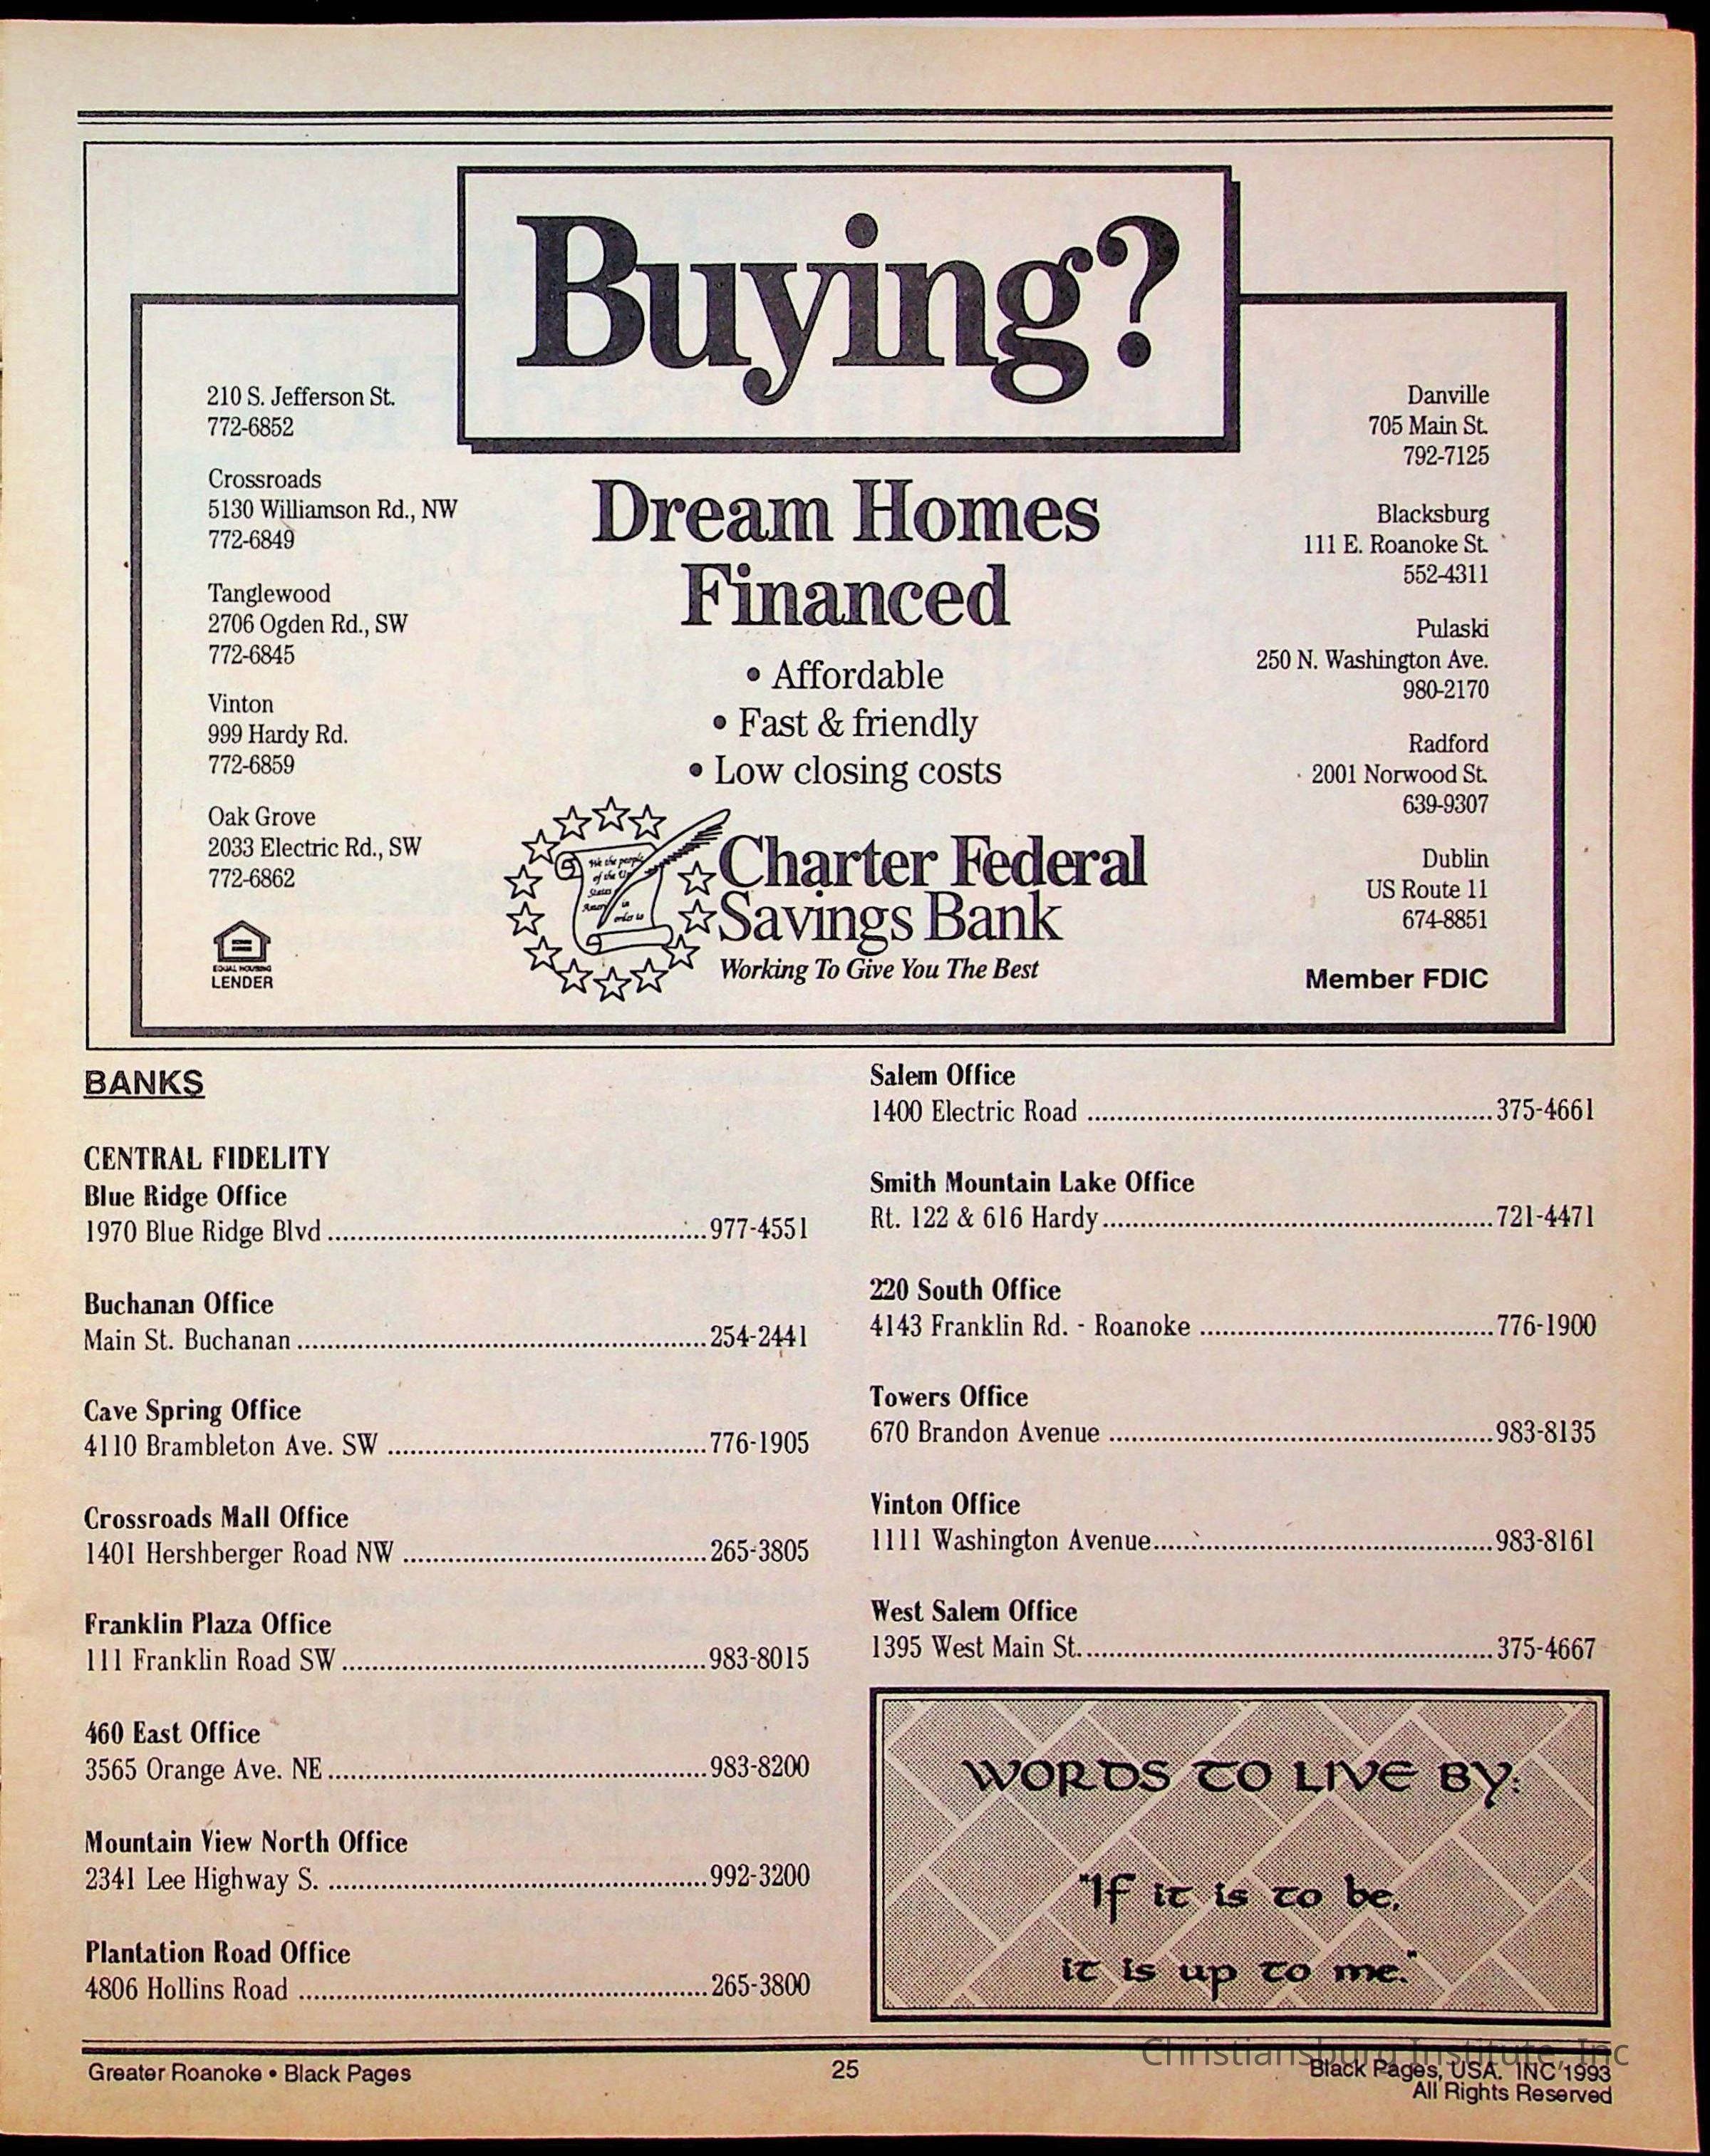 Buying?
210 S. Jefferson St.
772-6852
Crossroads
5130 Williamson Rd., NW
772-6849
Tanglewood
2706 Ogden Rd., SW
772-6845
Vinton
999 Hardy Rd.
772-6859
Oak Grove
2033 Electric Rd., SW
772-6862
EQUAL HOUSING
LENDER
Dream Homes
Financed
• Affordable
• Fast & friendly
• Low closing costs
We the people
of the Un
States
Amer in
order to
Charter Federal
Savings Bank
Working To Give You The Best
Danville
705 Main St.
792-7125
Blacksburg
111 E. Roanoke St.
552-4311
Pulaski
250 N. Washington Ave.
980-2170
Radford
2001 Norwood St.
639-9307
Dublin
US Route 11
674-8851
Member FDIC
BANKS
CENTRAL FIDELITY
Blue Ridge Office
1970 Blue Ridge Blvd ........ 977-4551
Buchanan Office
Main St. Buchanan ........ 254-2441
Cave Spring Office
4110 Brambleton Ave. SW ........ 776-1905
Crossroads Mall Office
1401 Hershberger Road NW ........ 265-3805
Franklin Plaza Office
111 Franklin Road SW ........ 983-8015
460 East Office
3565 Orange Ave. NE ........ 983-8200
Mountain View North Office
2341 Lee Highway S. ........ 992-3200
Plantation Road Office
4806 Hollins Road ........ 265-3800
Salem Office
1400 Electric Road ........ 375-4661
Smith Mountain Lake Office
Rt. 122 & 616 Hardy ........ 721-4471
220 South Office
4143 Franklin Rd. - Roanoke ........ 776-1900
Towers Office
670 Brandon Avenue ........ 983-8135
Vinton Office
1111 Washington Avenue ........ 983-8161
West Salem Office
1395 West Main St. ........ 375-4667
WORDS TO LIVE BY:
"If it is to be,
it is up to me."
Christiansburg Institute, Inc
Greater Roanoke • Black Pages
25
Black Pages, USA. INC 1993
All Rights Reserved